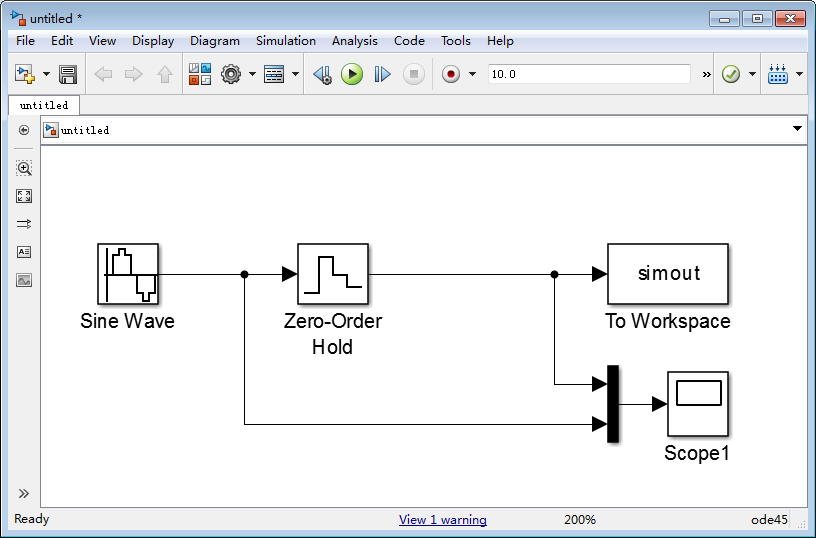 untitled *
File Edit View Display Diagram Simulation Analysis Code Tools Help
10.0 »
untitled
untitled
A
simout
Sine Wave
Zero-Order
Hold
To Workspace
Scope1
»
Ready View 1 warning 200% ode45